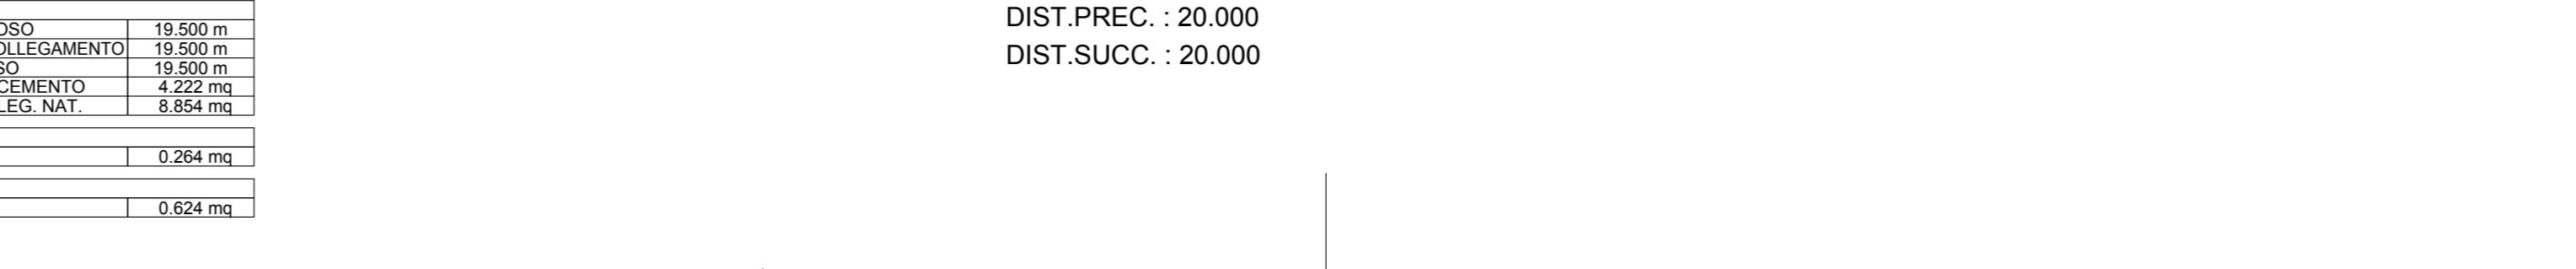 OSO 19.500 m
OLLEGAMENTO 19.500 m
SO 19.500 m
CEMENTO 4.222 mq
LEG. NAT. 8.854 mq
0.264 mq
0.624 mq
DIST.PREC. : 20.000
DIST.SUCC. : 20.000